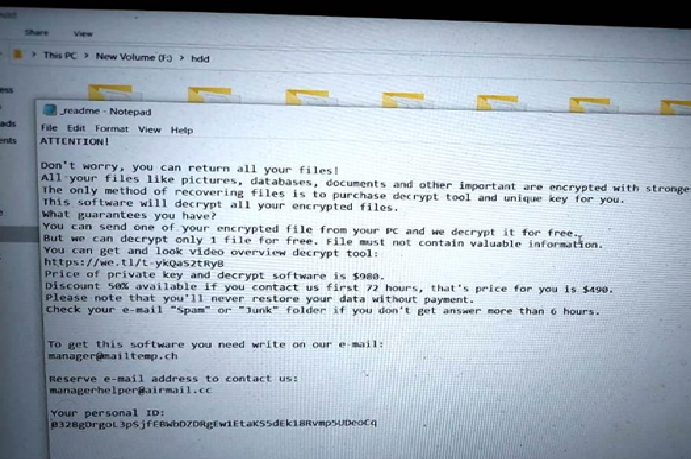 Share View
This PC > New Volume (F:) > hdd
_readme - Notepad
File Edit Format View Help
ATTENTION!
Don't worry, you can return all your files!
All your files like pictures, databases, documents and other important are encrypted with stronge
The only method of recovering files is to purchase decrypt tool and unique key for you.
This software will decrypt all your encrypted files.
What guarantees you have?
You can send one of your encrypted file from your PC and we decrypt it for free.
But we can decrypt only 1 file for free. File must not contain valuable information.
You can get and look video overview decrypt tool:
https://we.tl/t-ykQaS2tRyB
Price of private key and decrypt software is $980.
Discount 50% available if you contact us first 72 hours, that's price for you is $490.
Please note that you'll never restore your data without payment.
Check your e-mail "Spam" or "Junk" folder if you don't get answer more than 6 hours.
To get this software you need write on our e-mail:
manager@mailtemp.ch
Reserve e-mail address to contact us:
managerhelper@airmail.cc
Your personal ID: